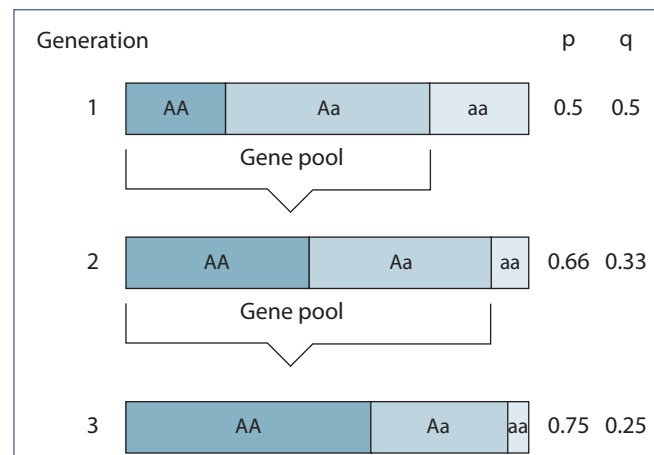 Generation p q
1 AA Aa aa 0.5 0.5
Gene pool
2 AA Aa aa 0.66 0.33
Gene pool
3 AA Aa aa 0.75 0.25